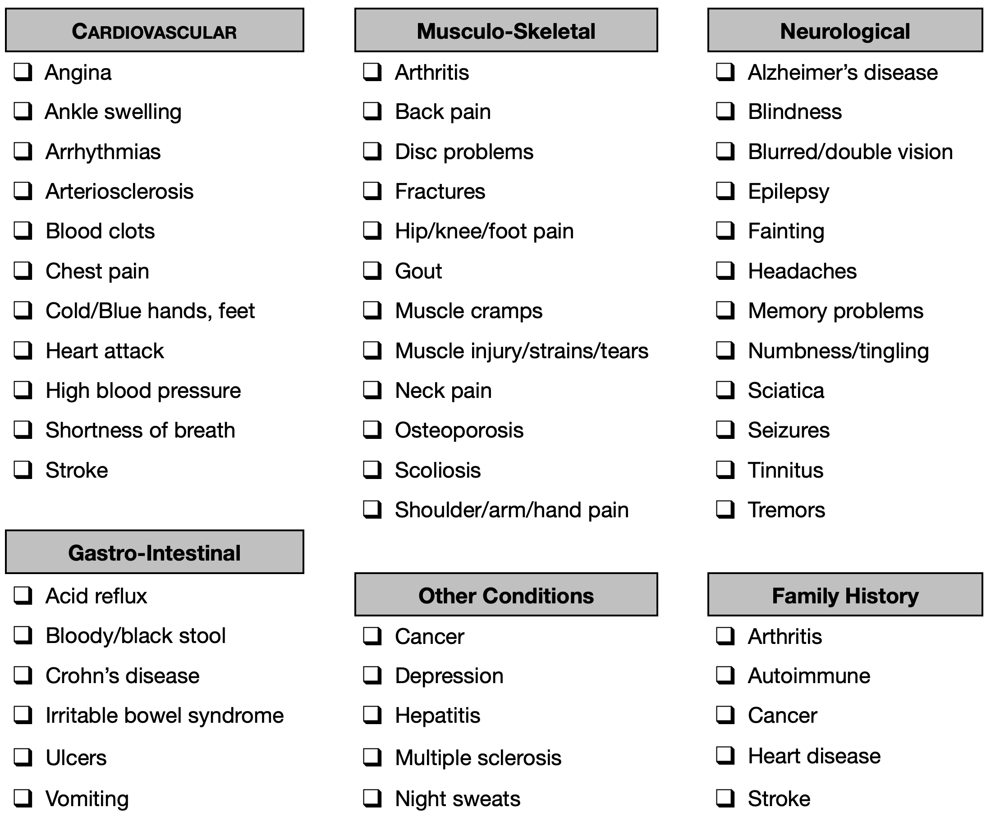 CARDIOVASCULAR
Angina
Ankle swelling
Arrhythmias
Arteriosclerosis
Blood clots
Chest pain
Cold/Blue hands, feet
Heart attack
High blood pressure
Shortness of breath
Stroke
Gastro-Intestinal
Acid reflux
Bloody/black stool
Crohn’s disease
Irritable bowel syndrome
Ulcers
Vomiting
Musculo-Skeletal
Arthritis
Back pain
Disc problems
Fractures
Hip/knee/foot pain
Gout
Muscle cramps
Muscle injury/strains/tears
Neck pain
Osteoporosis
Scoliosis
Shoulder/arm/hand pain
Other Conditions
Cancer
Depression
Hepatitis
Multiple sclerosis
Night sweats
Neurological
Alzheimer’s disease
Blindness
Blurred/double vision
Epilepsy
Fainting
Headaches
Memory problems
Numbness/tingling
Sciatica
Seizures
Tinnitus
Tremors
Family History
Arthritis
Autoimmune
Cancer
Heart disease
Stroke